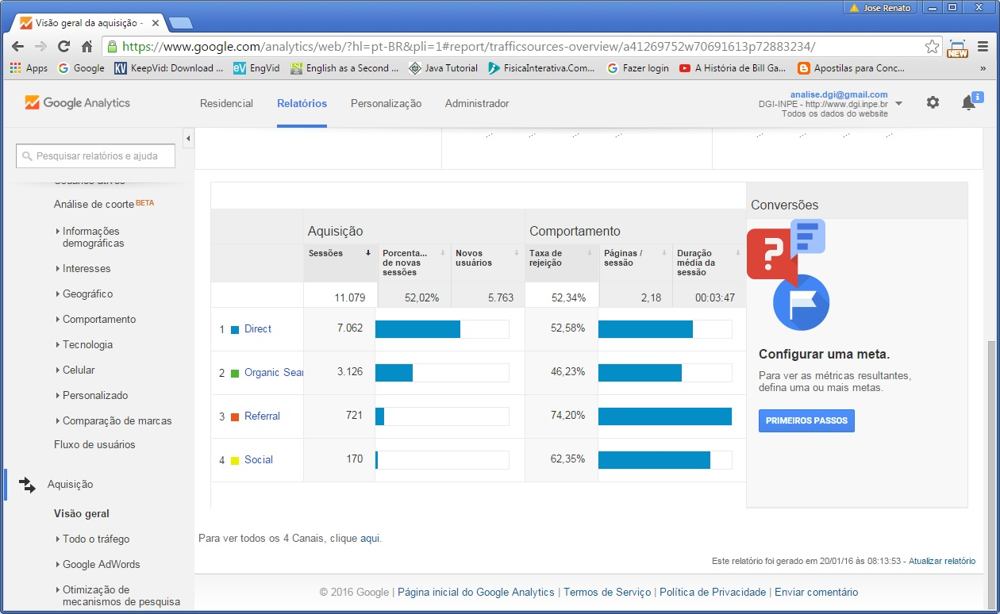 Jose Renato
Visão geral da aquisição -
https://www.google.com/analytics/web/?hl=pt-BR&pli=1#report/trafficsources-overview/a41269752w70691613p72883234/
NEW
Apps Google KeepVid: Download ... EngVid English as a Second ... Java Tutorial FisicaInterativa.Com... Fazer login A História de Bill Ga... Apostilas para Conc... »
Google Analytics
Residencial Relatórios Personalização Administrador
analise.dgi@gmail.com
DGI-INPE - http://www.dgi.inpe.br
Todos os dados do website
Pesquisar relatórios e ajuda
Usuários ativos
Análise de coorte BETA
Informações
demográficas
Interesses
Geográfico
Comportamento
Tecnologia
Celular
Personalizado
Comparação de marcas
Fluxo de usuários
Aquisição
Visão geral
Todo o tráfego
Google AdWords
Otimização de
mecanismos de pesquisa
Aquisição Comportamento
Sessões Porcenta... de novas sessões Novos usuários Taxa de rejeição Páginas / sessão Duração média da sessão
11.079 52,02% 5.763 52,34% 2,18 00:03:47
1 Direct 7.062 52,58%
2 Organic Sear 3.126 46,23%
3 Referral 721 74,20%
4 Social 170 62,35%
Conversões
Configurar uma meta.
Para ver as métricas resultantes,
defina uma ou mais metas.
PRIMEIROS PASSOS
Para ver todos os 4 Canais, clique aqui.
Este relatório foi gerado em 20/01/16 às 08:13:53 - Atualizar relatório
© 2016 Google | Página inicial do Google Analytics | Termos de Serviço | Política de Privacidade | Enviar comentário